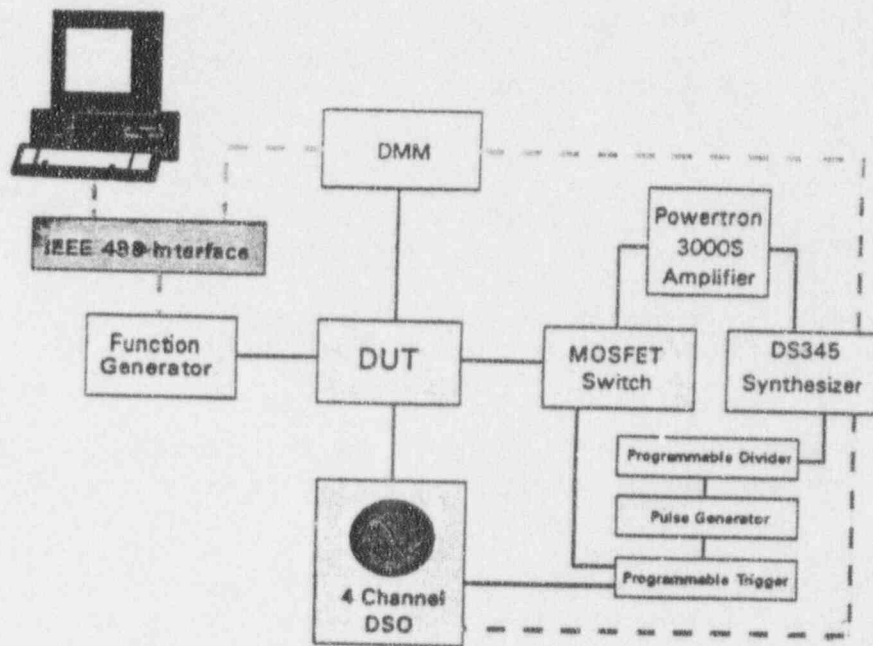 DMM
Powertron
3000S
Amplifier
IEEE 488 Interface
Function
Generator
DUT
MOSFET
Switch
DS345
Synthesizer
Programmable Divider
Pulse Generator
Programmable Trigger
4 Channel
DSO